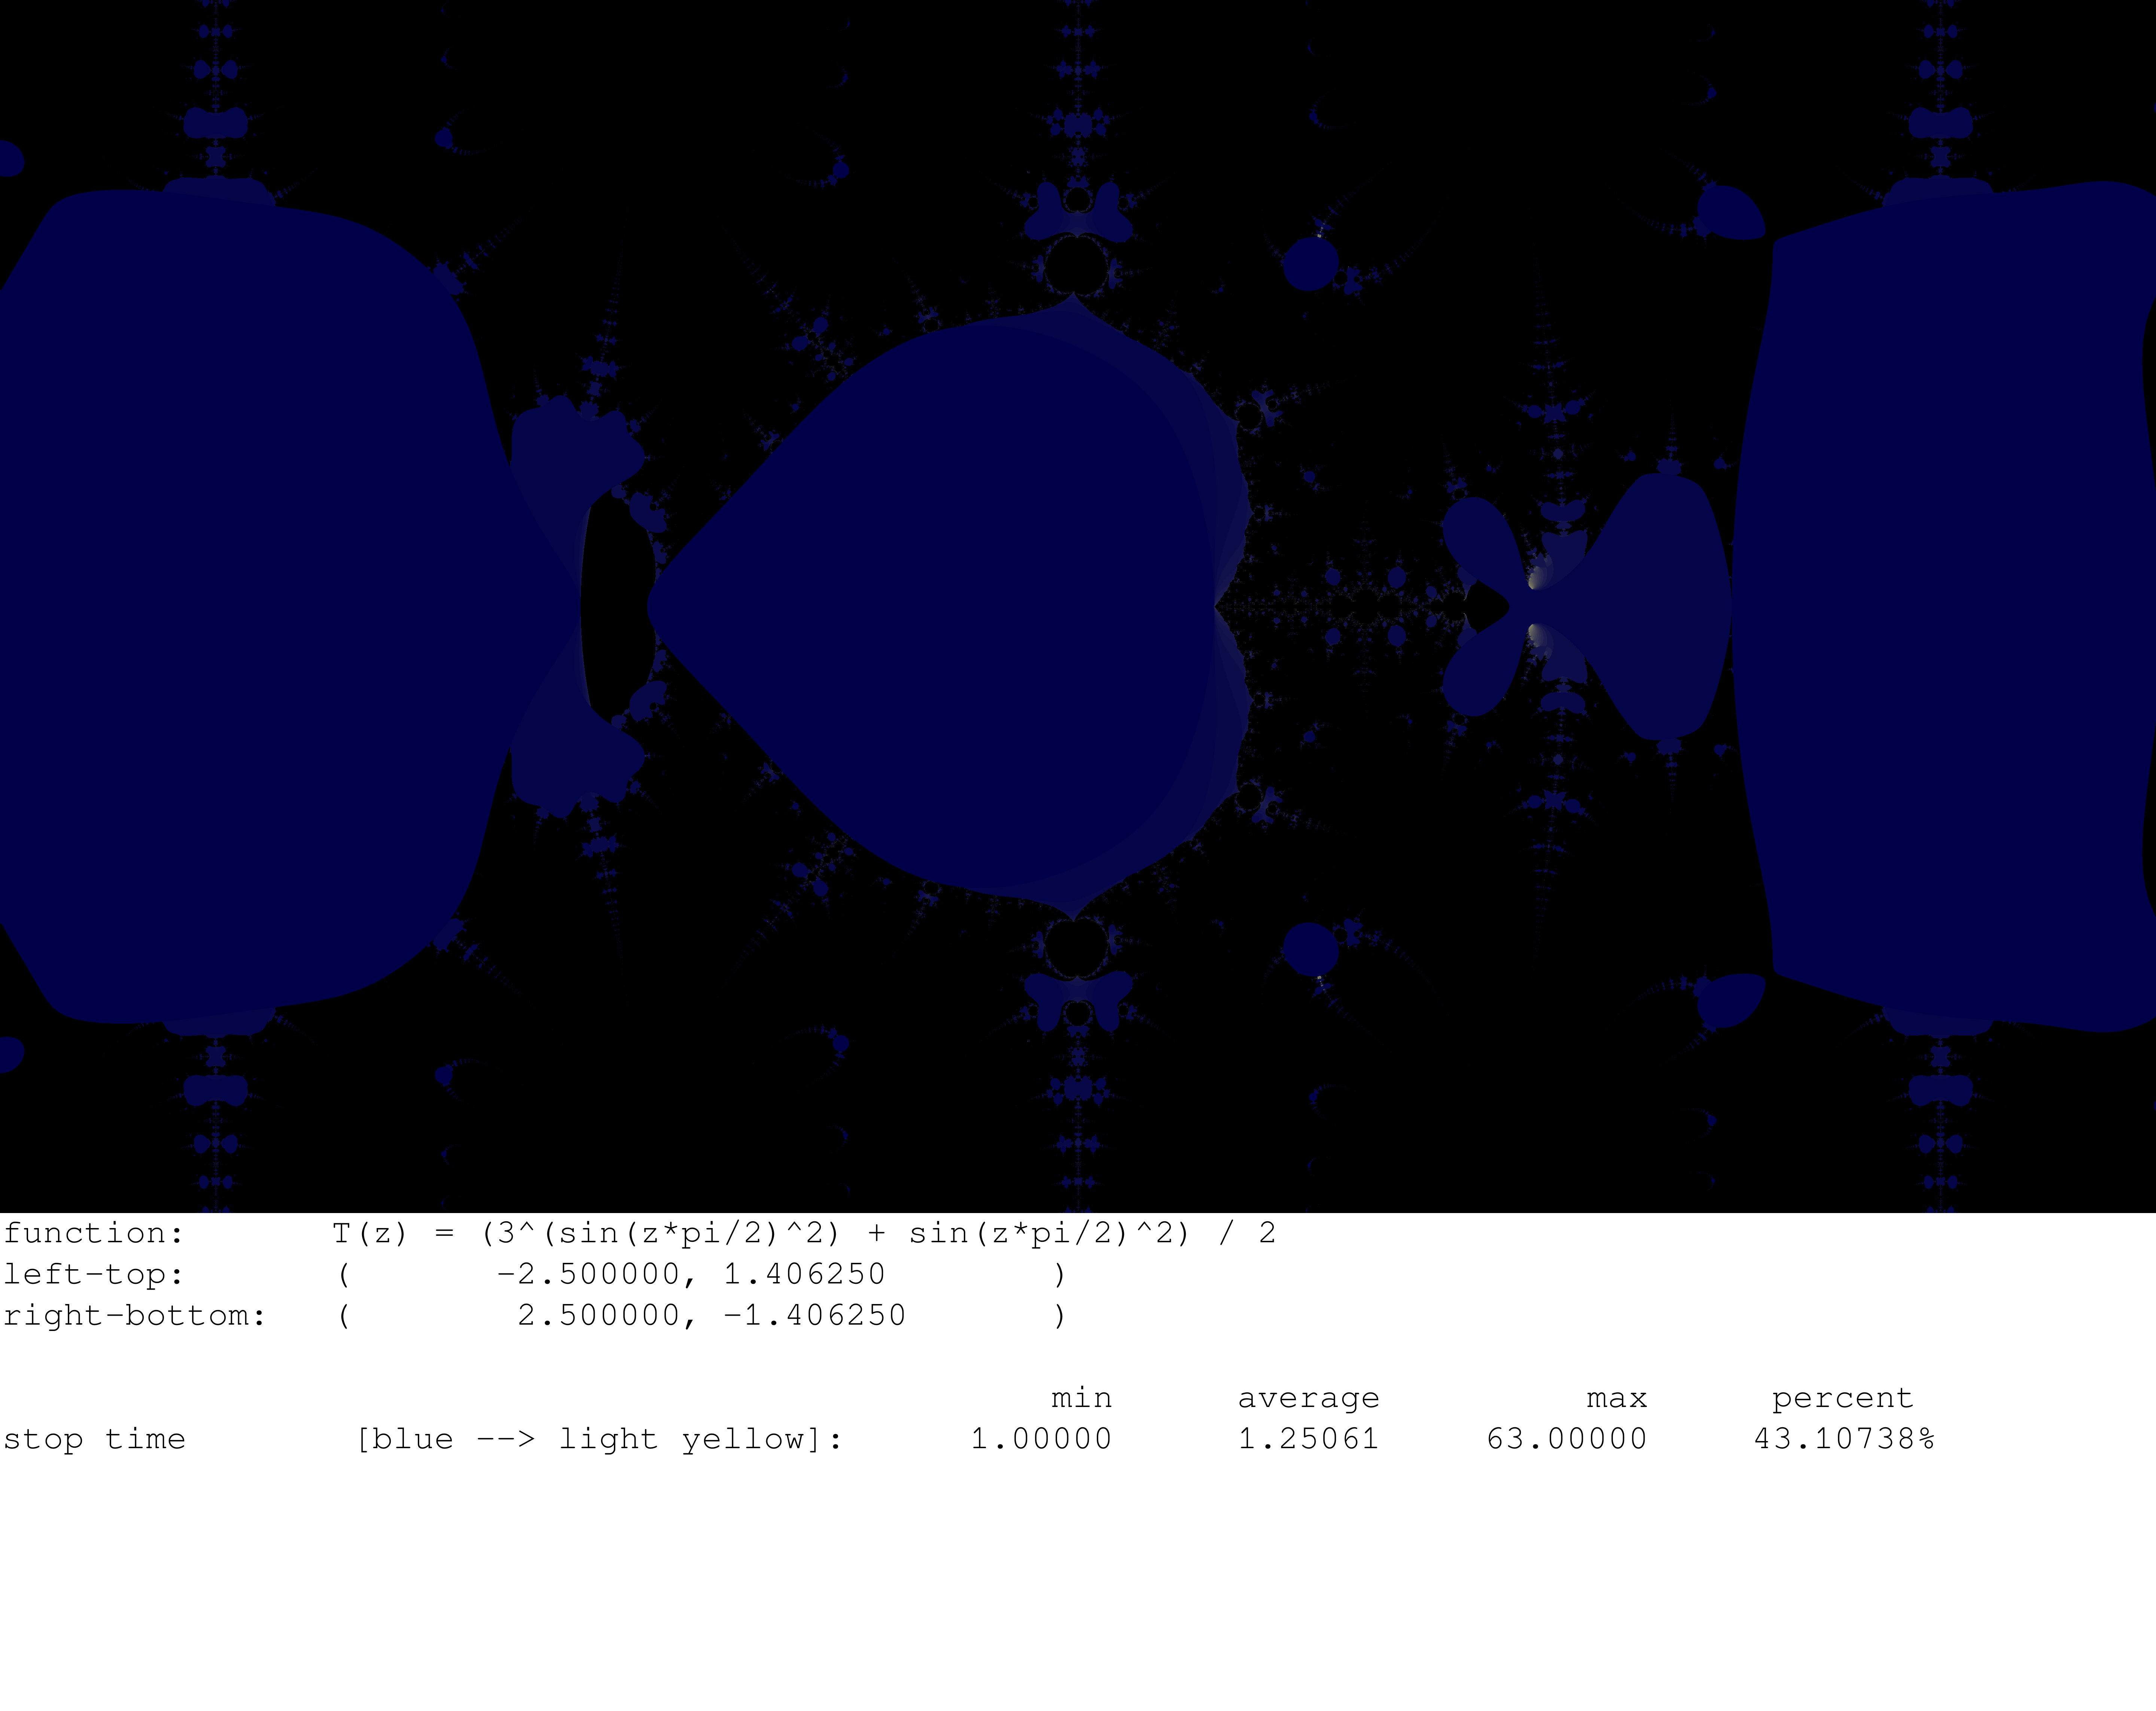 function: T(z) = (3^(sin(z*pi/2)^2) + sin(z*pi/2)^2) / 2
left-top: ( -2.500000, 1.406250 )
right-bottom: ( 2.500000, -1.406250 )
min average max percent
stop time [blue --> light yellow]: 1.00000 1.25061 63.00000 43.10738%